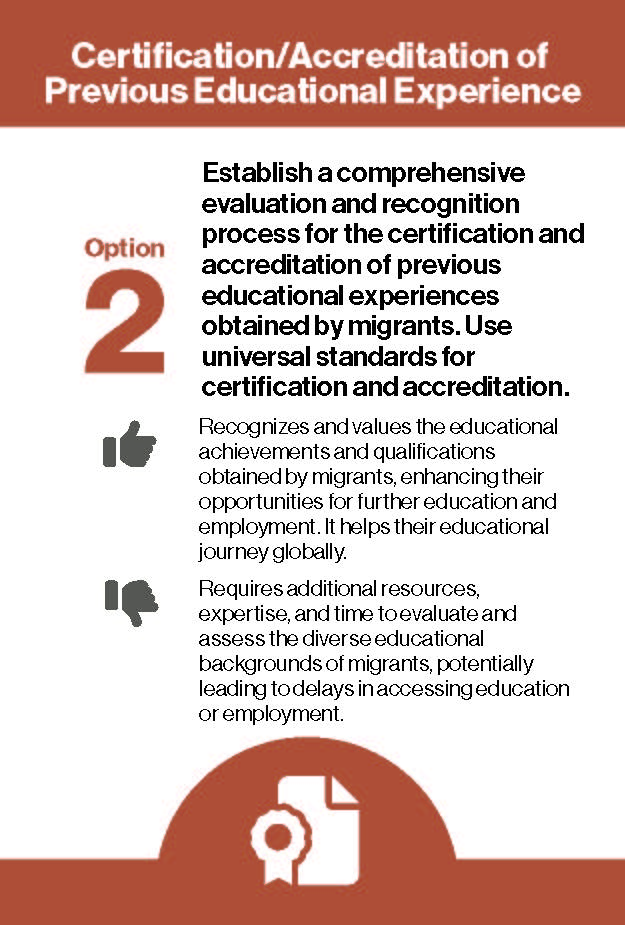 Certification/Accreditation of
Previous Educational Experience
Option
2
Establish a comprehensive
evaluation and recognition
process for the certification and
accreditation of previous
educational experiences
obtained by migrants. Use
universal standards for
certification and accreditation.
Recognizes and values the educational
achievements and qualifications
obtained by migrants, enhancing their
opportunities for further education and
employment. It helps their educational
journey globally.
Requires additional resources,
expertise, and time to evaluate and
assess the diverse educational
backgrounds of migrants, potentially
leading to delays in accessing education
or employment.